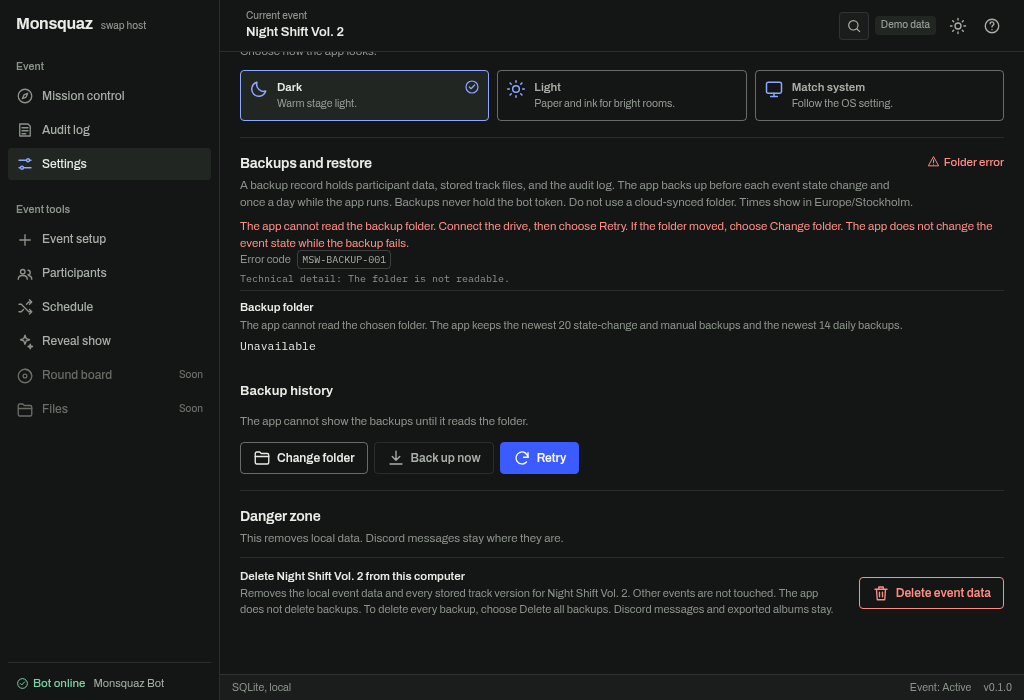 Monsquaz swap host
Event
Mission control
Audit log
Settings
Event tools
Event setup
Participants
Schedule
Reveal show
Round board Soon
Files Soon
Bot online Monsquaz Bot
Current event
Night Shift Vol. 2
Demo data
Choose how the app looks.
Dark
Warm stage light.
Light
Paper and ink for bright rooms.
Match system
Follow the OS setting.
Backups and restore
Folder error
A backup record holds participant data, stored track files, and the audit log. The app backs up before each event state change and
once a day while the app runs. Backups never hold the bot token. Do not use a cloud-synced folder. Times show in Europe/Stockholm.
The app cannot read the backup folder. Connect the drive, then choose Retry. If the folder moved, choose Change folder. The app does not change the
event state while the backup fails.
Error code MSW-BACKUP-001
Technical detail: The folder is not readable.
Backup folder
The app cannot read the chosen folder. The app keeps the newest 20 state-change and manual backups and the newest 14 daily backups.
Unavailable
Backup history
The app cannot show the backups until it reads the folder.
Change folder
Back up now
Retry
Danger zone
This removes local data. Discord messages stay where they are.
Delete Night Shift Vol. 2 from this computer
Removes the local event data and every stored track version for Night Shift Vol. 2. Other events are not touched. The app
does not delete backups. To delete every backup, choose Delete all backups. Discord messages and exported albums stay.
Delete event data
SQLite, local
Event: Active v0.1.0